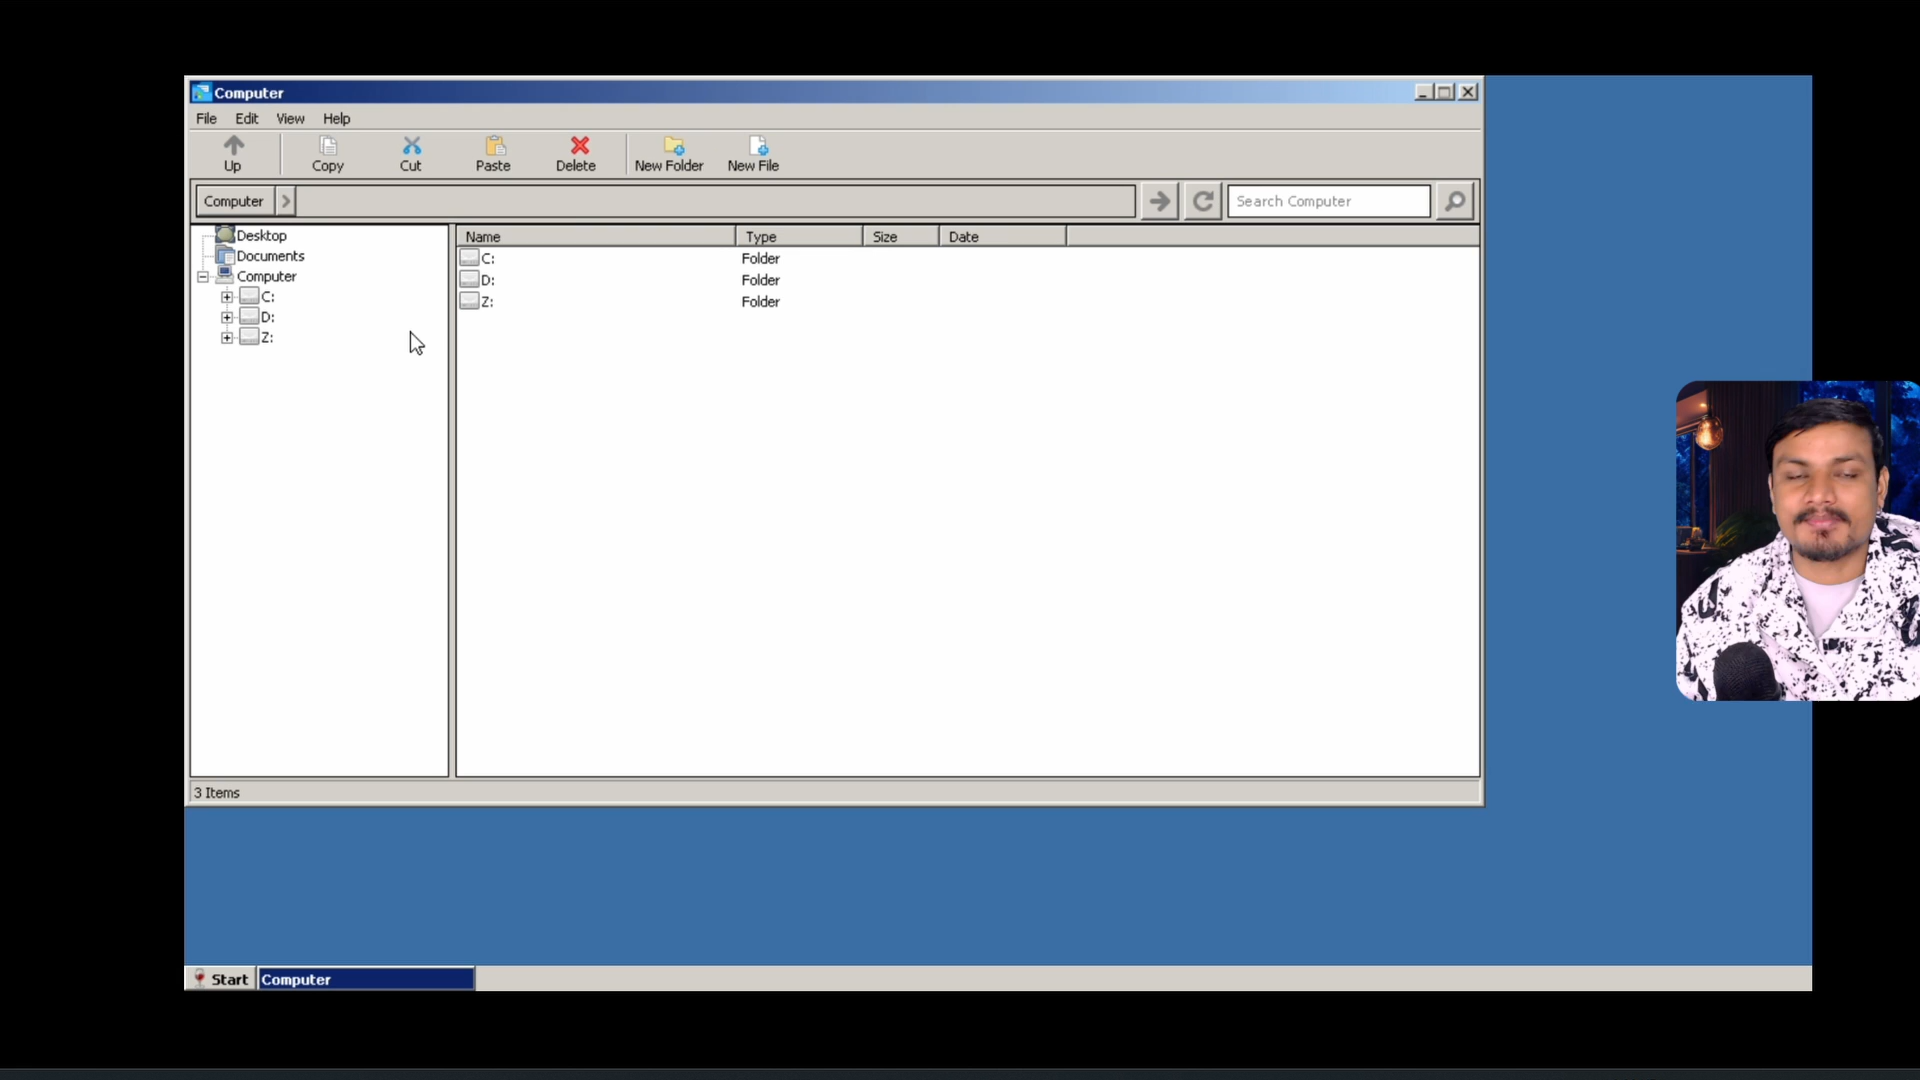 Computer
File Edit View Help
Up Copy Cut Paste Delete New Folder New File
Computer Search Computer
Desktop
Documents
Computer
C:
D:
Z:
Name Type Size Date
C: Folder
D: Folder
Z: Folder
3 Items
Start Computer